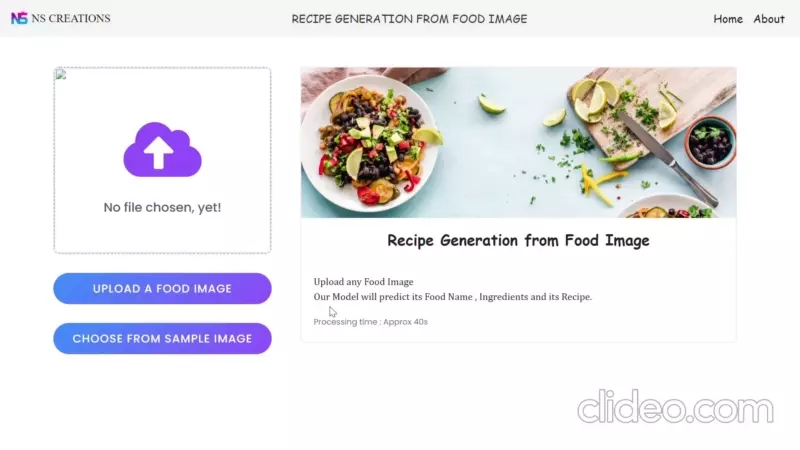 NS NS CREATIONS
RECIPE GENERATION FROM FOOD IMAGE
Home About
No file chosen, yet!
UPLOAD A FOOD IMAGE
CHOOSE FROM SAMPLE IMAGE
Recipe Generation from Food Image
Upload any Food Image
Our Model will predict its Food Name , Ingredients and its Recipe.
Processing time : Approx 40s
clideo.com